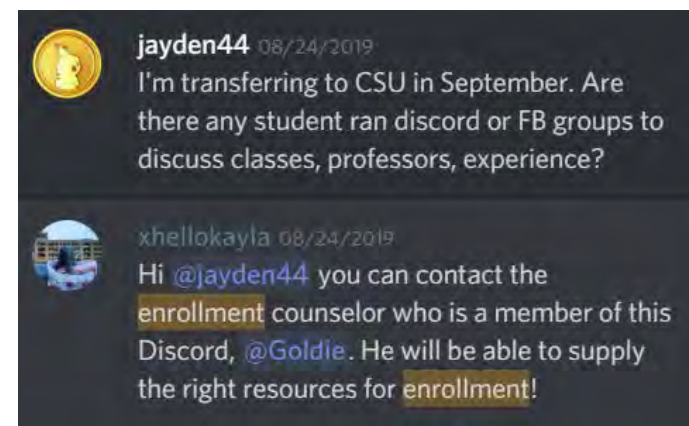 jayden44 08/24/2019
I'm transferring to CSU in September. Are
there any student ran discord or FB groups to
discuss classes, professors, experience?
xhellokayla 08/24/2019
Hi @jayden44 you can contact the
enrollment counselor who is a member of this
Discord, @Goldie. He will be able to supply
the right resources for enrollment!